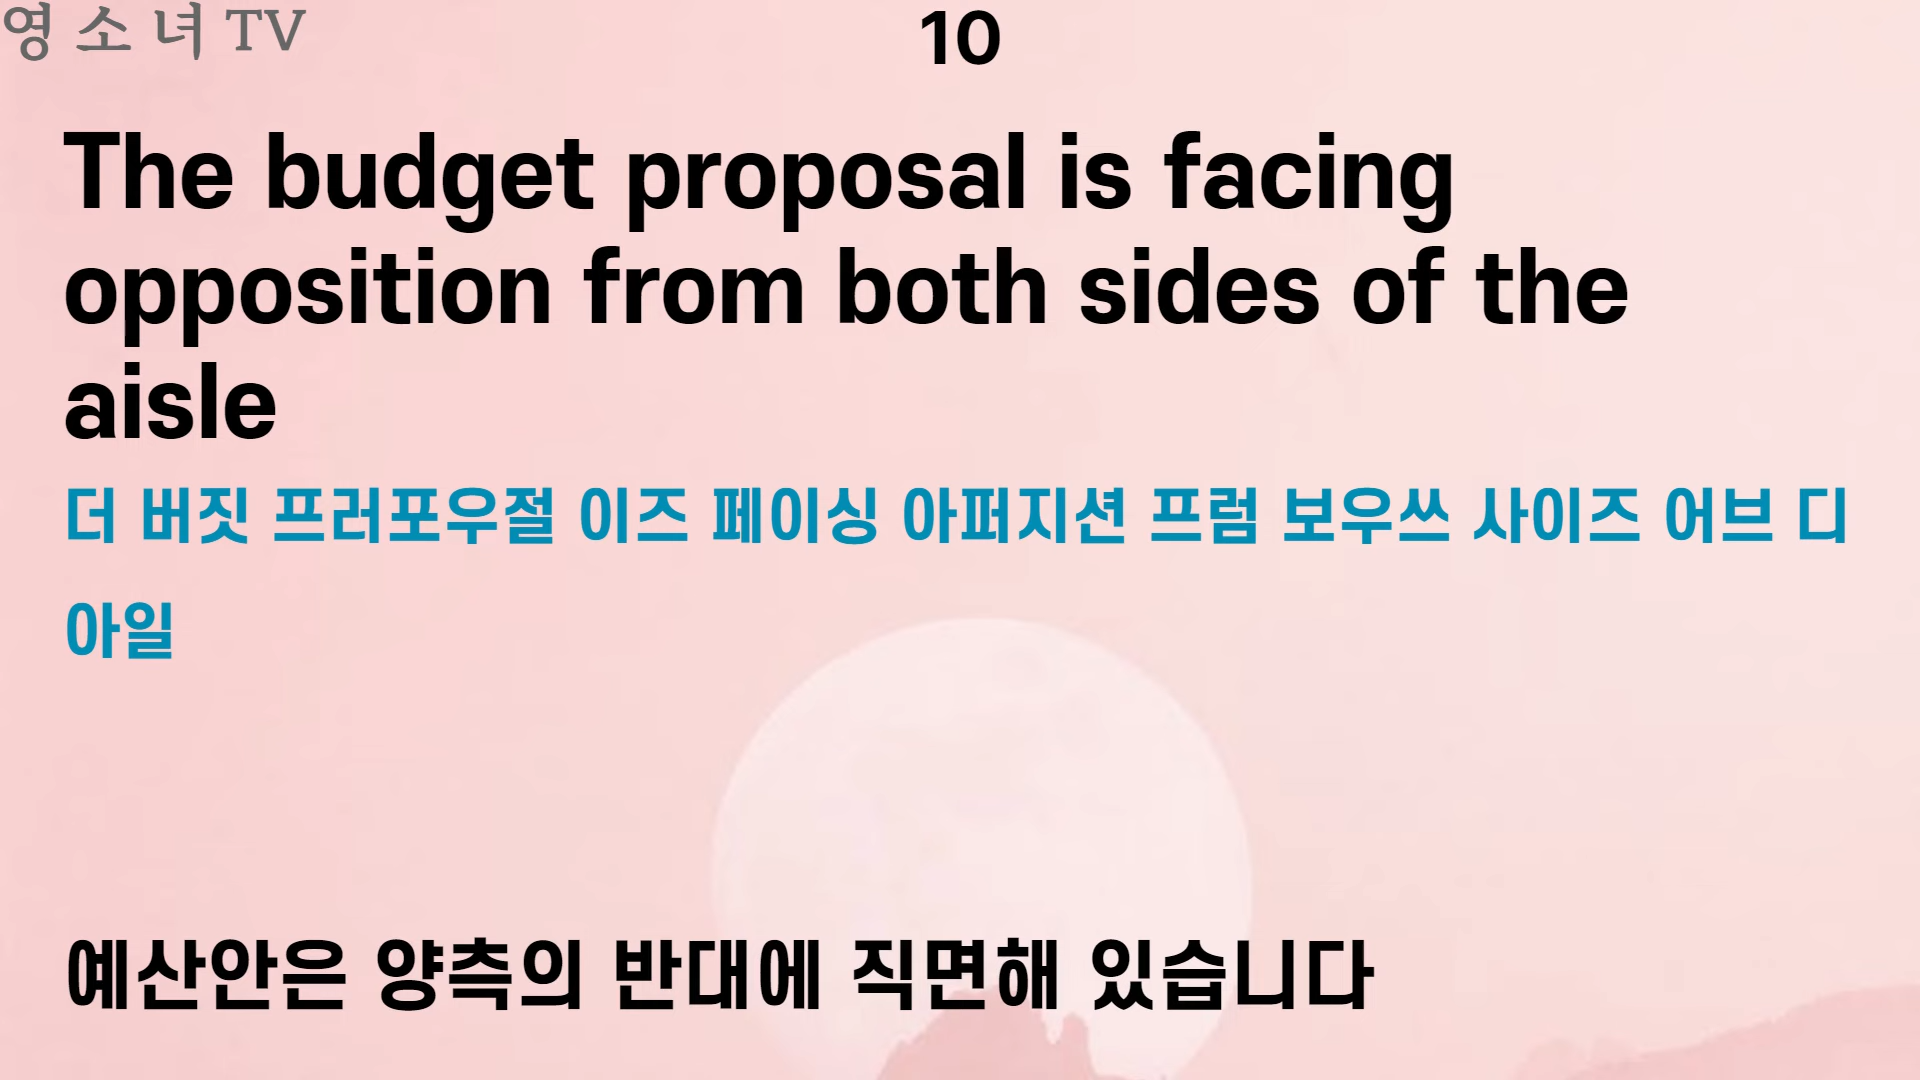 영소녀TV
10
The budget proposal is facing
opposition from both sides of the
aisle
더 버짓 프러포우절 이즈 페이싱 아퍼지션 프럼 보우쓰 사이즈 어브 디
아일
예산안은 양측의 반대에 직면해 있습니다